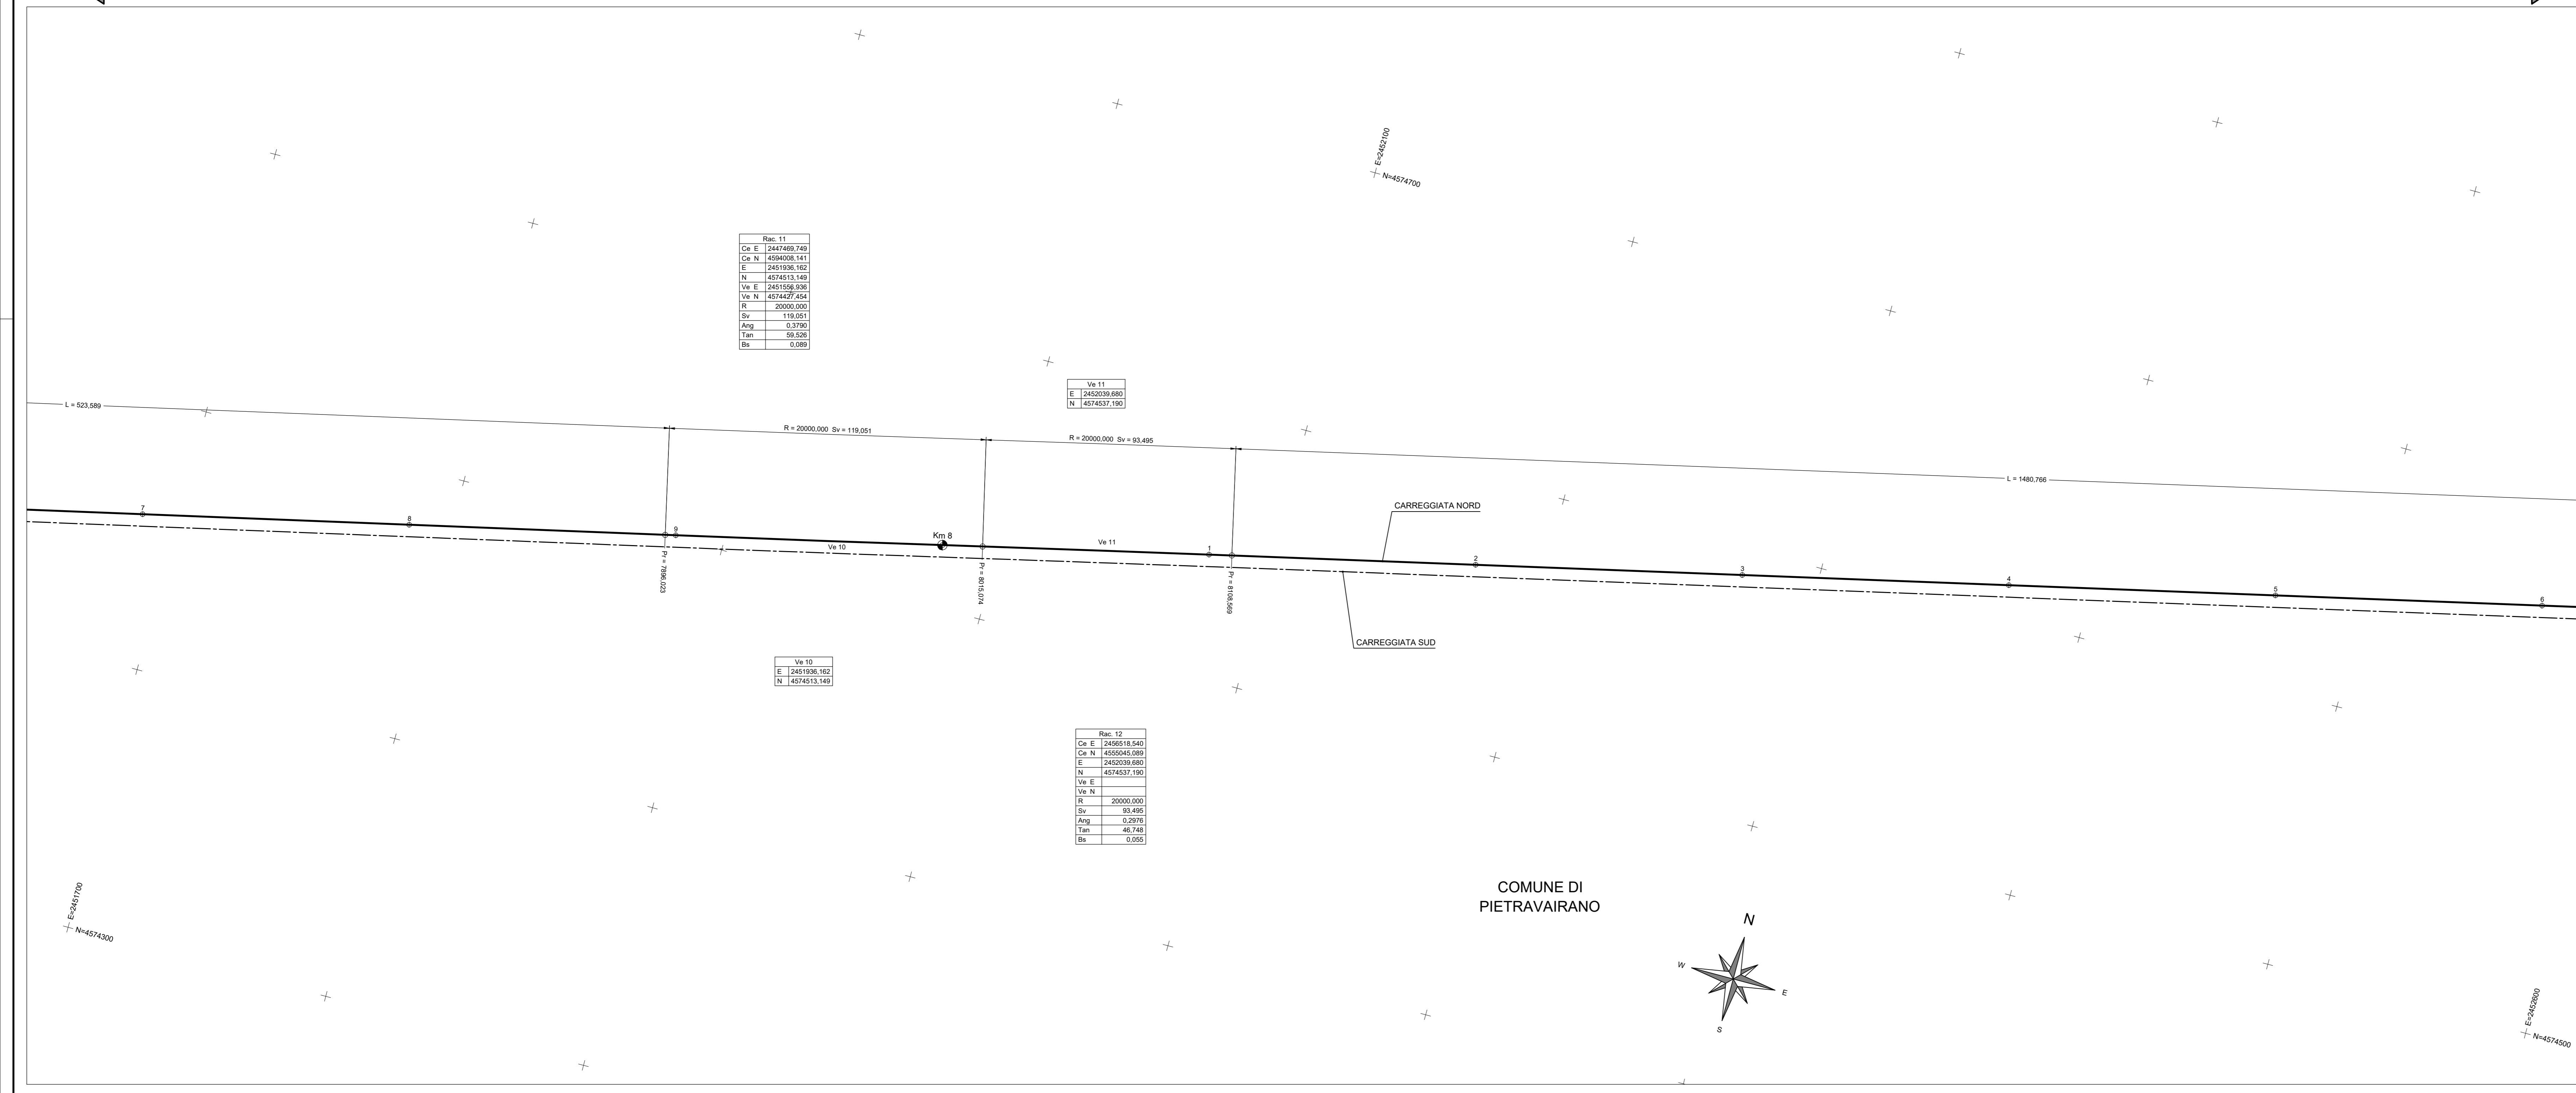 E=2452100
N=4574700
Rac. 11
Ce E 2447469,749
Ce N 4594008,141
E 2451936,162
N 4574513,149
Ve E 2451556,936
Ve N 4574427,454
R 20000,000
Sv 119,051
Ang 0,3790
Tan 59,526
Bs 0,089
Ve 11
E 2452039,680
N 4574537,190
L = 523,589
R = 20000,000 Sv = 119,051
R = 20000,000 Sv = 93,495
L = 1480,766
CARREGGIATA NORD
7
8
9
Km 8
Ve 10
Ve 11
1
2
3
4
5
6
Pr = 7896,023
Pr = 8015,074
Pr = 8108,569
CARREGGIATA SUD
Ve 10
E 2451936,162
N 4574513,149
Rac. 12
Ce E 2456518,540
Ce N 4555045,089
E 2452039,680
N 4574537,190
Ve E
Ve N
R 20000,000
Sv 93,495
Ang 0,2976
Tan 46,748
Bs 0,055
COMUNE DI
PIETRAVAIRANO
E=2451700
N=4574300
N
W
E
S
E=2452600
N=4574500